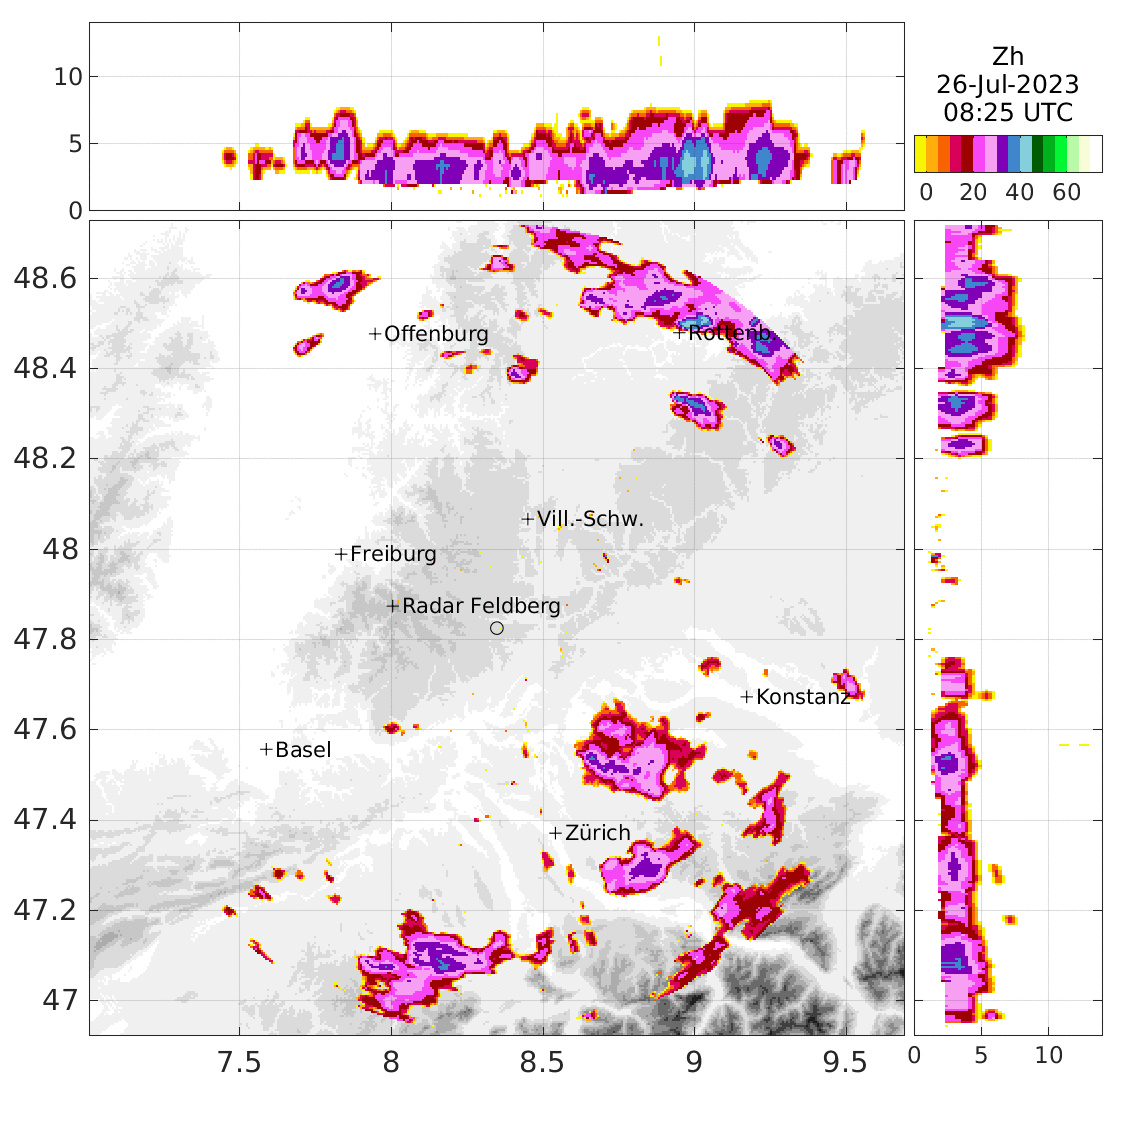 10
5
0
Zh
26-Jul-2023
08:25 UTC
0 20 40 60
48.6
48.4
48.2
48
47.8
47.6
47.4
47.2
47
Offenburg
Rottenb.
Vill.-Schw.
Freiburg
Radar Feldberg
Konstanz
Basel
Zürich
7.5 8 8.5 9 9.5
0 5 10